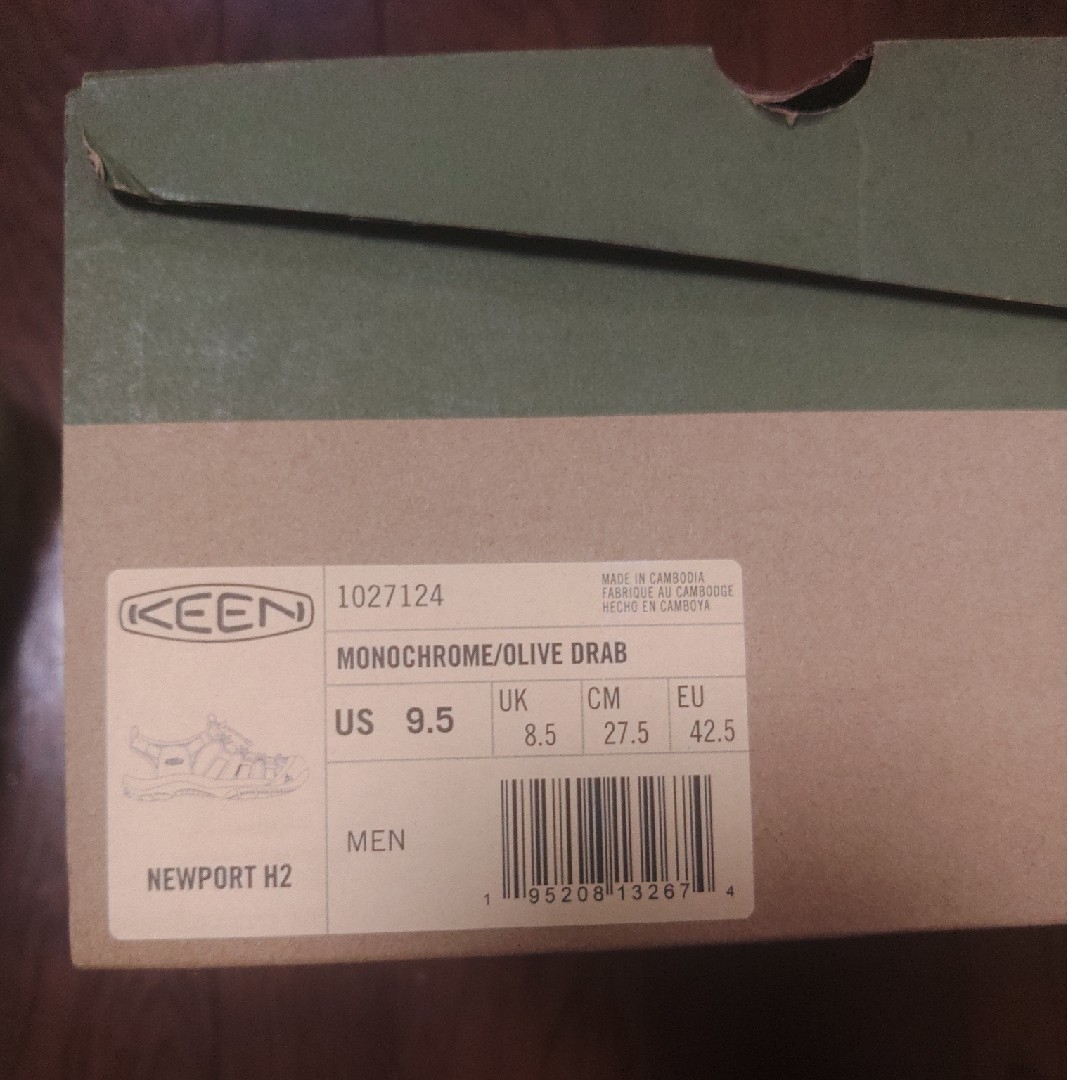 KEEN
1027124
MADE IN CAMBODIA
FABRIQUE AU CAMBODGE
HECHO EN CAMBOYA
MONOCHROME/OLIVE DRAB
US 9.5
UK 8.5
CM 27.5
EU 42.5
MEN
NEWPORT H2
1 95208 13267 4